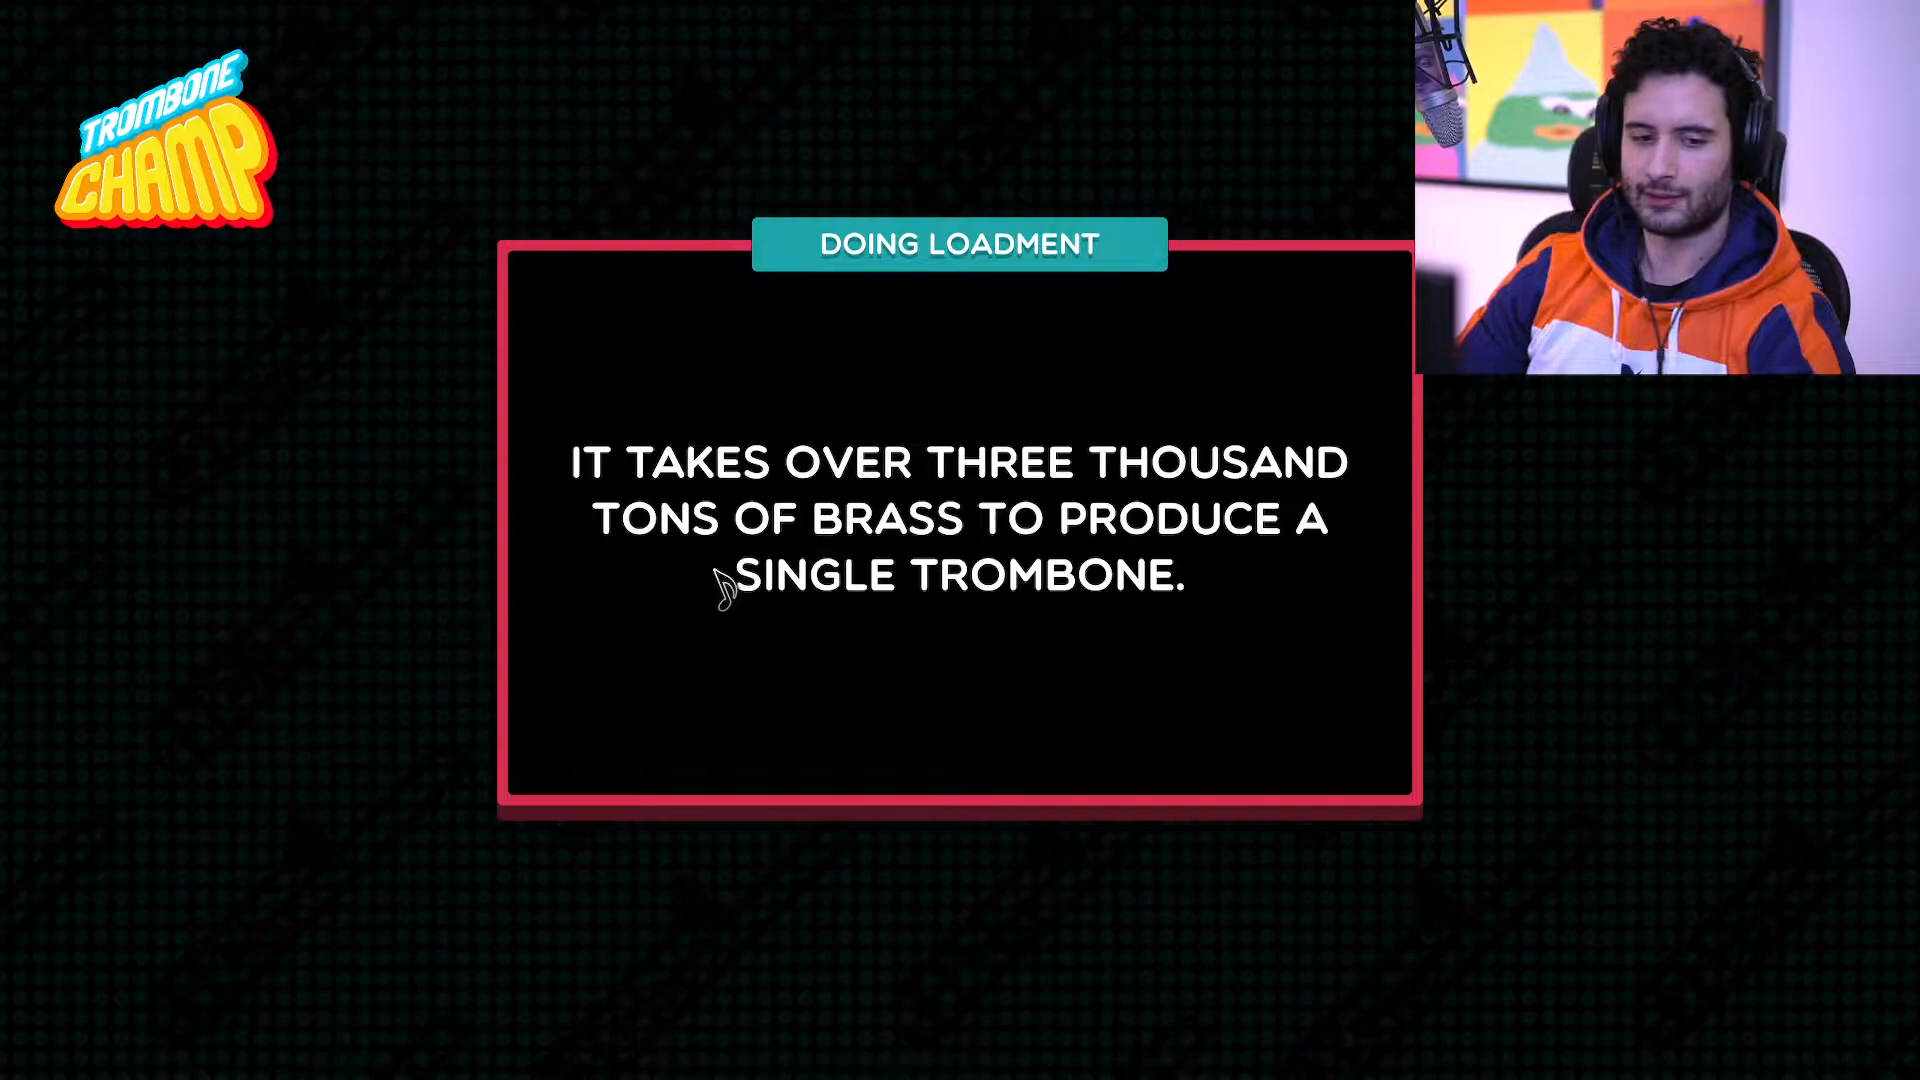 TROMBONE
CHAMP
DOING LOADMENT
IT TAKES OVER THREE THOUSAND
TONS OF BRASS TO PRODUCE A
SINGLE TROMBONE.